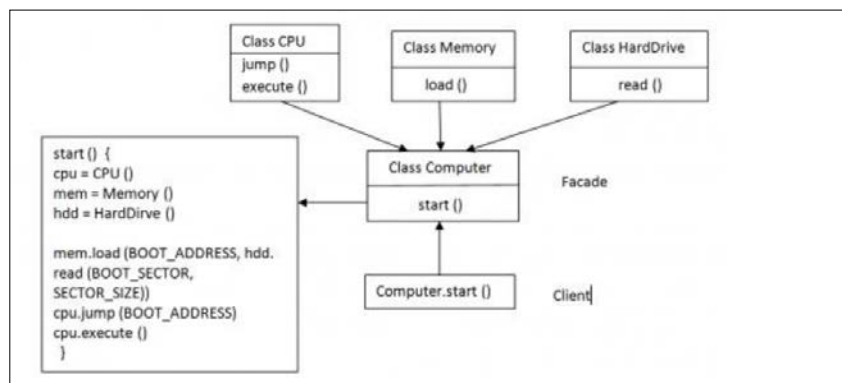 Class CPU
jump ()
execute ()
Class Memory
load ()
Class HardDrive
read ()
Class Computer
start ()
Facade
start () {
cpu = CPU ()
mem = Memory ()
hdd = HardDirve ()
mem.load (BOOT_ADDRESS, hdd.
read (BOOT_SECTOR,
SECTOR_SIZE))
cpu.jump (BOOT_ADDRESS)
cpu.execute ()
}
Computer.start ()
Client